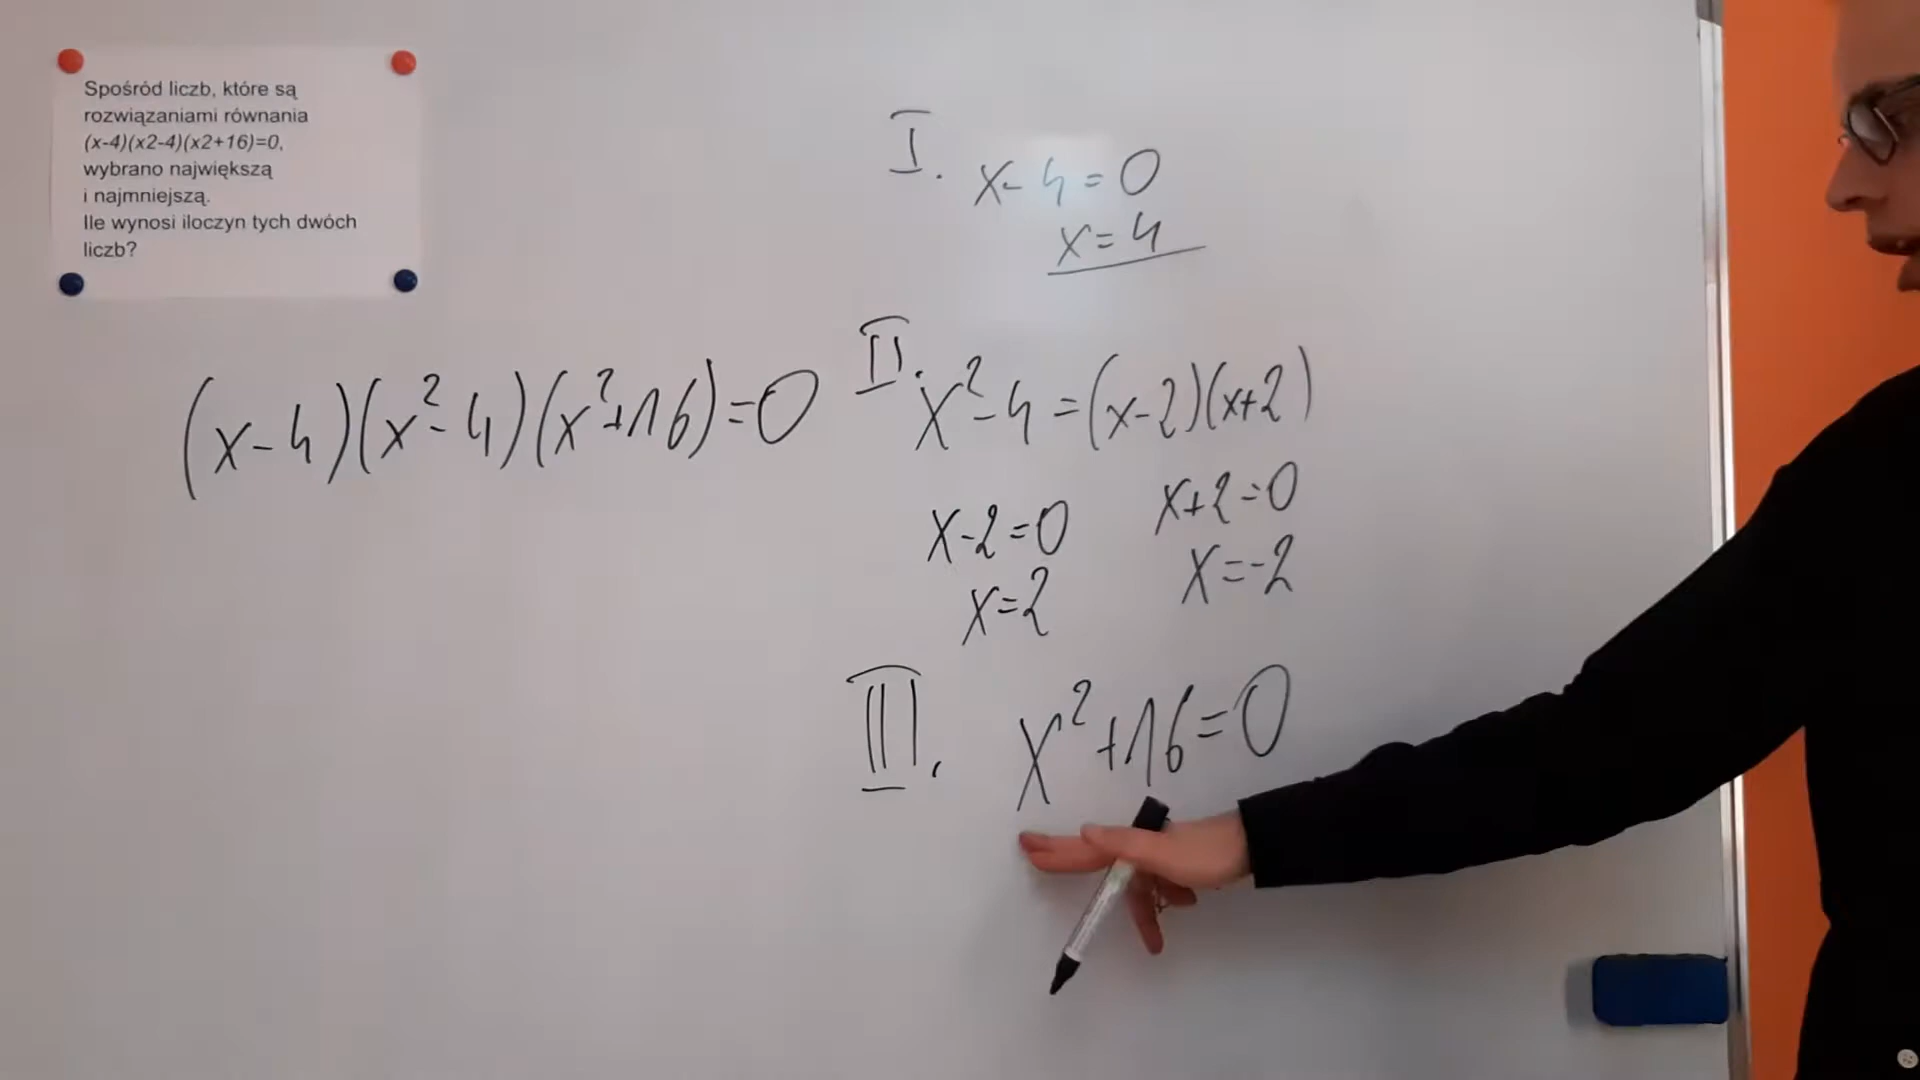 Spośród liczb, które są
rozwiązaniami równania
(x-4)(x2-4)(x2+16)=0,
wybrano największą
i najmniejszą.
Ile wynosi iloczyn tych dwóch
liczb?
(x-4)(x²-4)(x²+16)=0
I. x-4=0
x=4
II. x²-4=(x-2)(x+2)
x-2=0 x+2=0
x=2 x=-2
III. x²+16=0